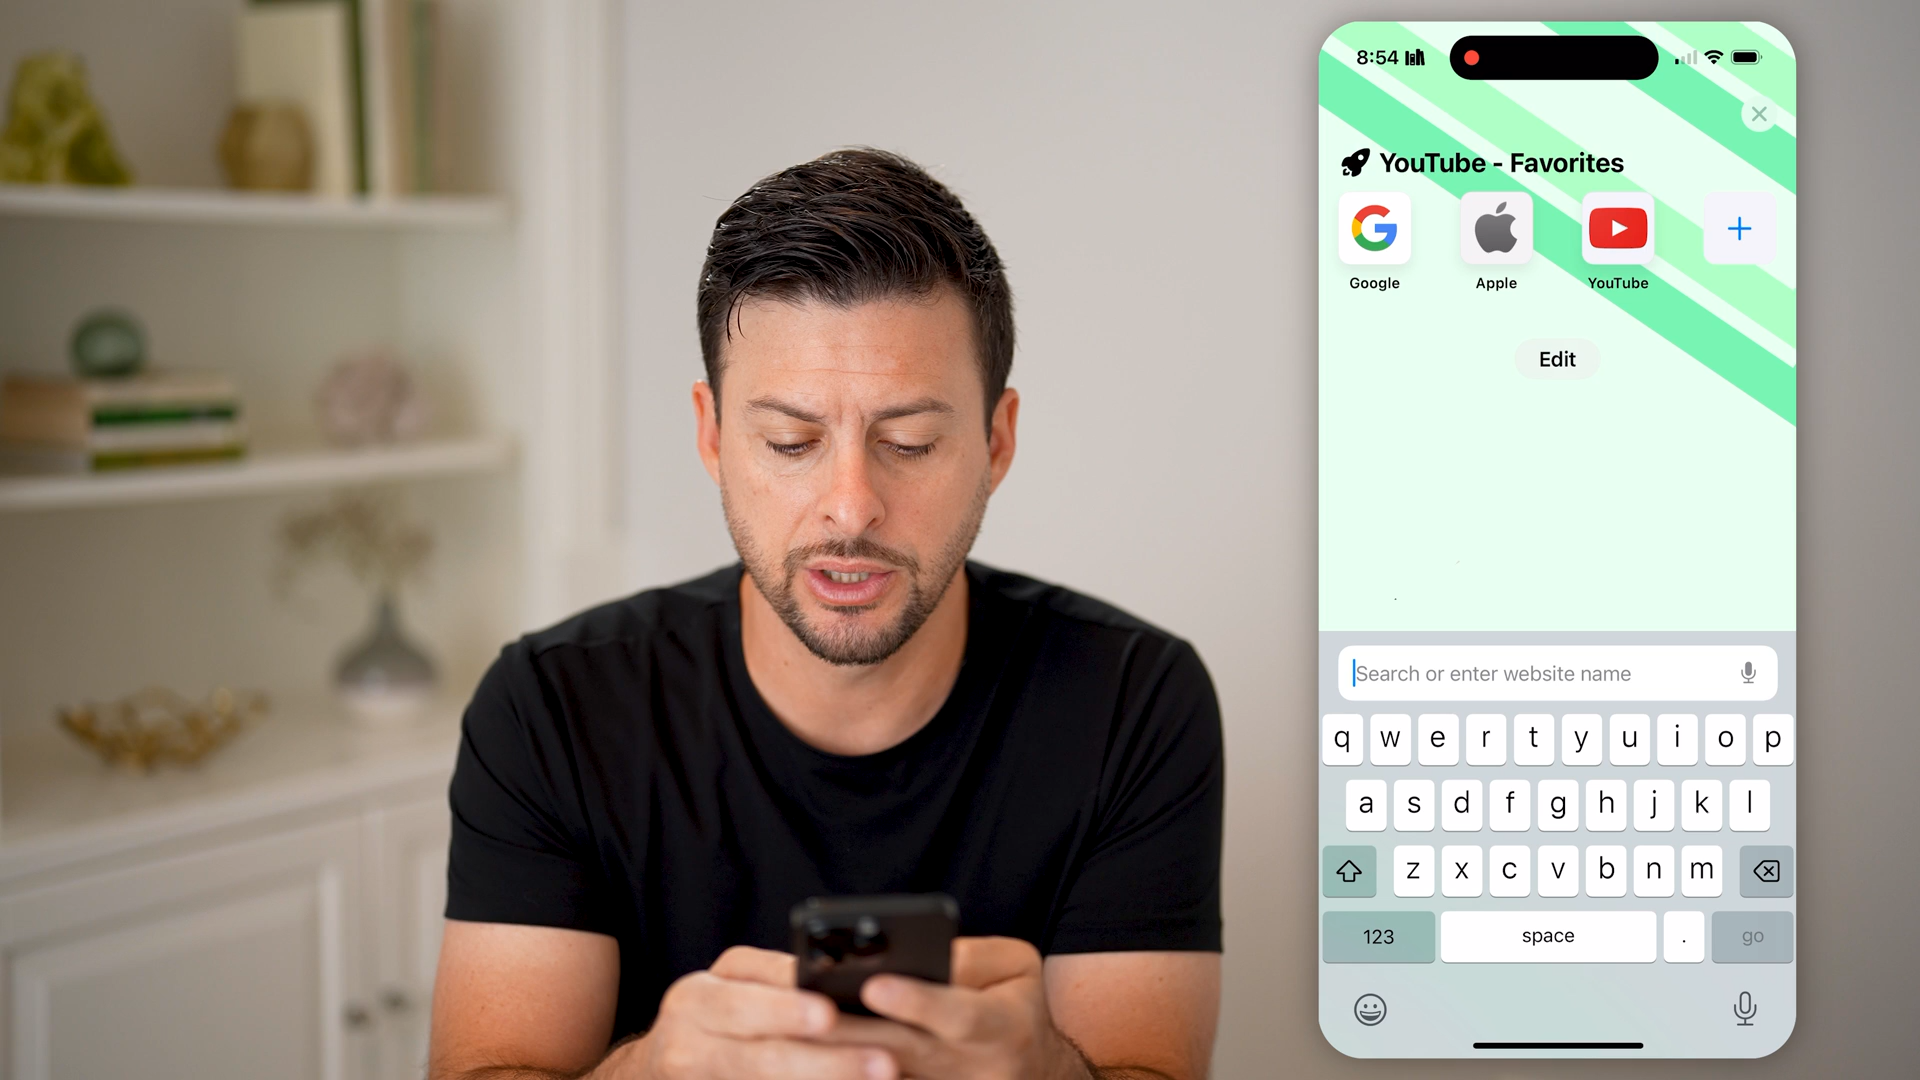 8:54
YouTube - Favorites
Google
Apple
YouTube
Edit
Search or enter website name
q w e r t y u i o p
a s d f g h j k l
z x c v b n m
123 space . go